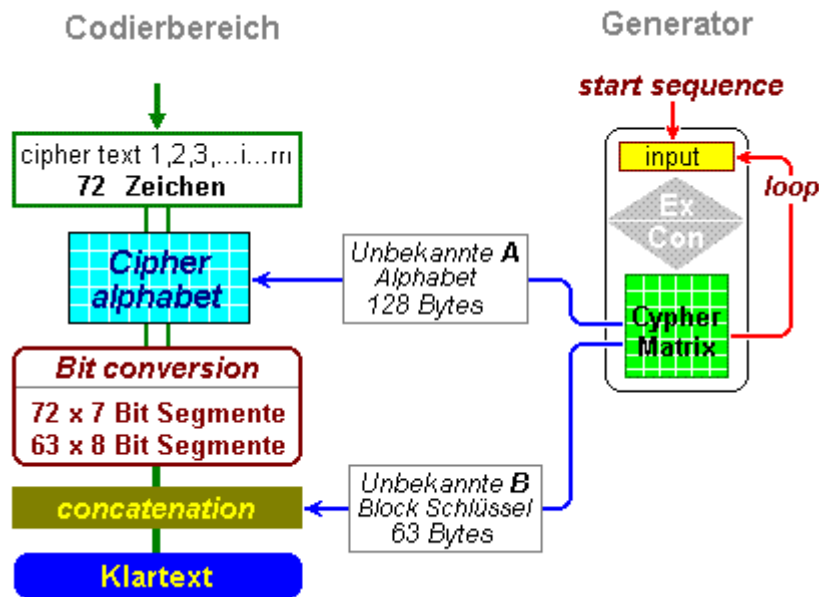 Codierbereich
Generator
start sequence
cipher text 1,2,3,...i...m
72 Zeichen
input
loop
Ex
Con
Cipher
alphabet
Unbekannte A
Alphabet
128 Bytes
Cypher
Matrix
Bit conversion
72 x 7 Bit Segmente
63 x 8 Bit Segmente
concatenation
Unbekannte B
Block Schlüssel
63 Bytes
Klartext